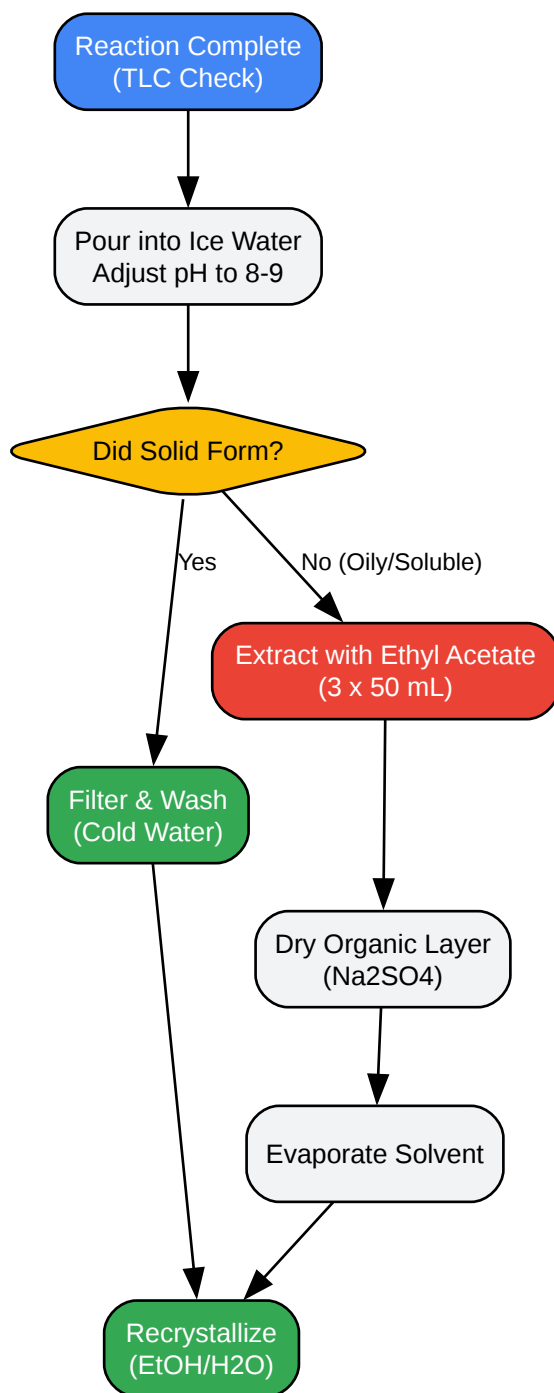 Reaction Complete
(TLC Check)
Pour into Ice Water
Adjust pH to 8-9
Did Solid Form?
Yes
No (Oily/Soluble)
Extract with Ethyl Acetate
(3 x 50 mL)
Filter & Wash
(Cold Water)
Dry Organic Layer
(Na2SO4)
Evaporate Solvent
Recrystallize
(EtOH/H2O)